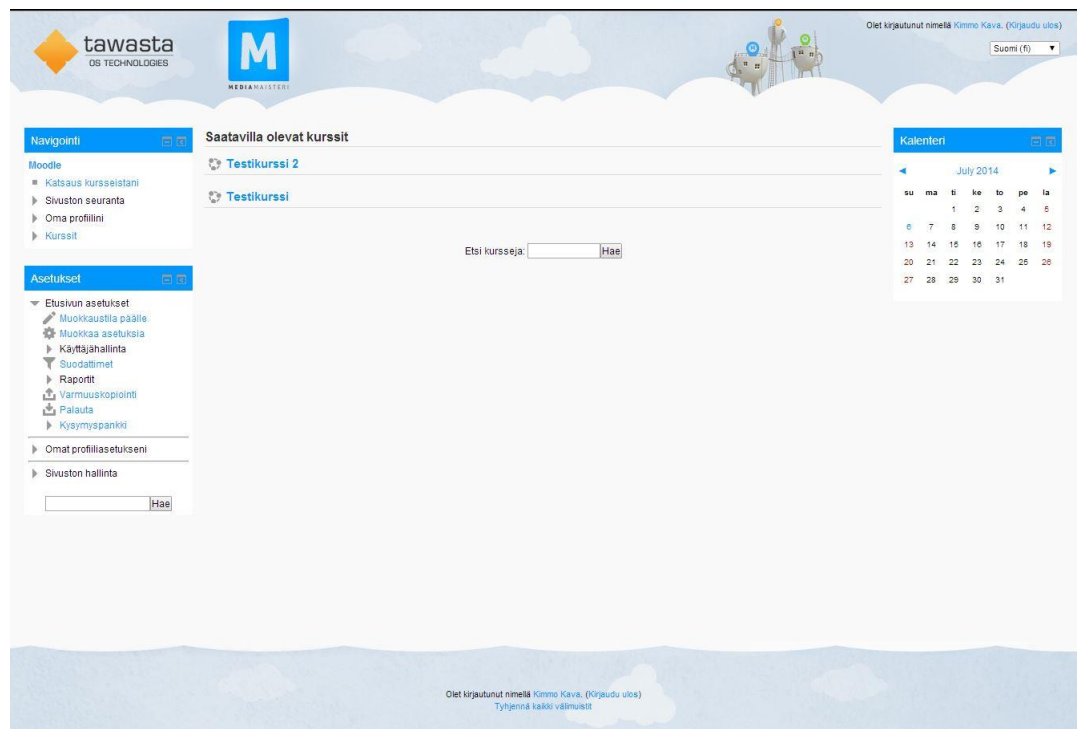 tawasta
OS TECHNOLOGIES
M
MEDIAMAISTERI
Olet kirjautunut nimellä Kimmo Kava. (Kirjaudu ulos)
Suomi (fi)
Navigointi
Moodle
Katsaus kursseistani
Sivuston seuranta
Oma profiilini
Kurssit
Asetukset
Etusivun asetukset
Muokkaustila päälle
Muokkaa asetuksia
Käyttäjähallinta
Suodattimet
Raportit
Varmuuskopiointi
Palauta
Kysymyspankki
Omat profiiliasetukseni
Sivuston hallinta
Hae
Saatavilla olevat kurssit
Testikurssi 2
Testikurssi
Etsi kursseja: Hae
Kalenteri
July 2014
su ma ti ke to pe la
1 2 3 4 5
6 7 8 9 10 11 12
13 14 15 16 17 18 19
20 21 22 23 24 25 26
27 28 29 30 31
Olet kirjautunut nimellä Kimmo Kava. (Kirjaudu ulos)
Tyhjennä kaikki välimuistit